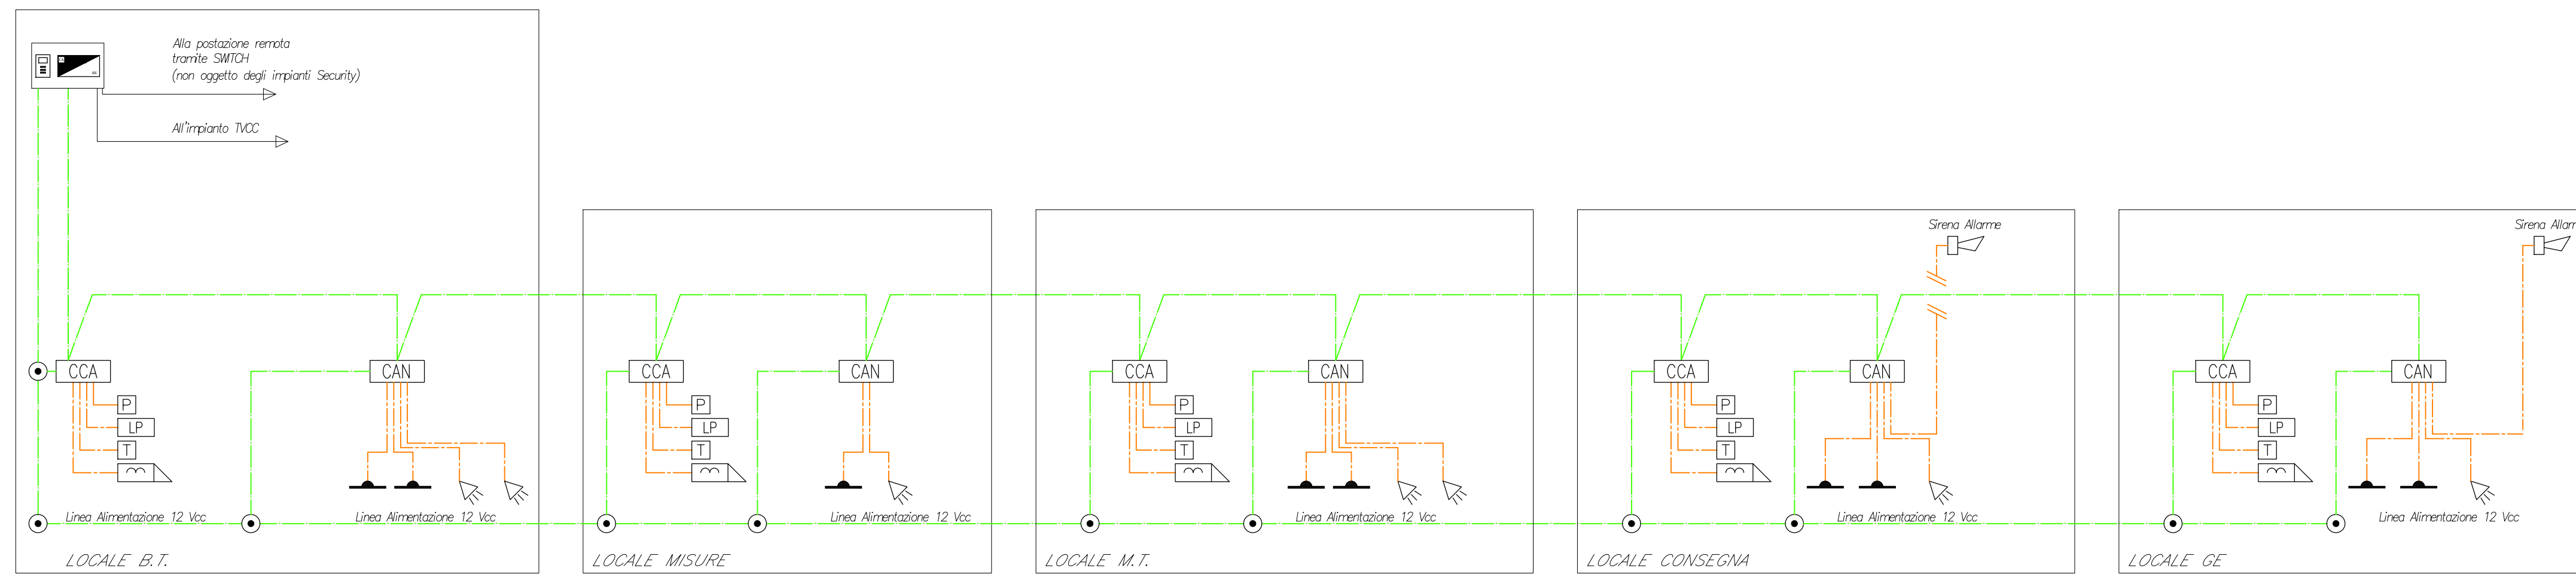 Alla postazione remota
tramite SWITCH
(non oggetto degli impianti Security)
All'impianto TVCC
CCA
P
LP
T
CAN
Linea Alimentazione 12 Vcc
Linea Alimentazione 12 Vcc
LOCALE B.T.
CCA
P
LP
T
CAN
Linea Alimentazione 12 Vcc
LOCALE MISURE
CCA
P
LP
T
CAN
Linea Alimentazione 12 Vcc
LOCALE M.T.
Sirena Allarme
CCA
P
LP
T
CAN
Linea Alimentazione 12 Vcc
LOCALE CONSEGNA
Sirena Allarm
CCA
P
LP
T
CAN
Linea Alimentazione 12 Vcc
LOCALE GE